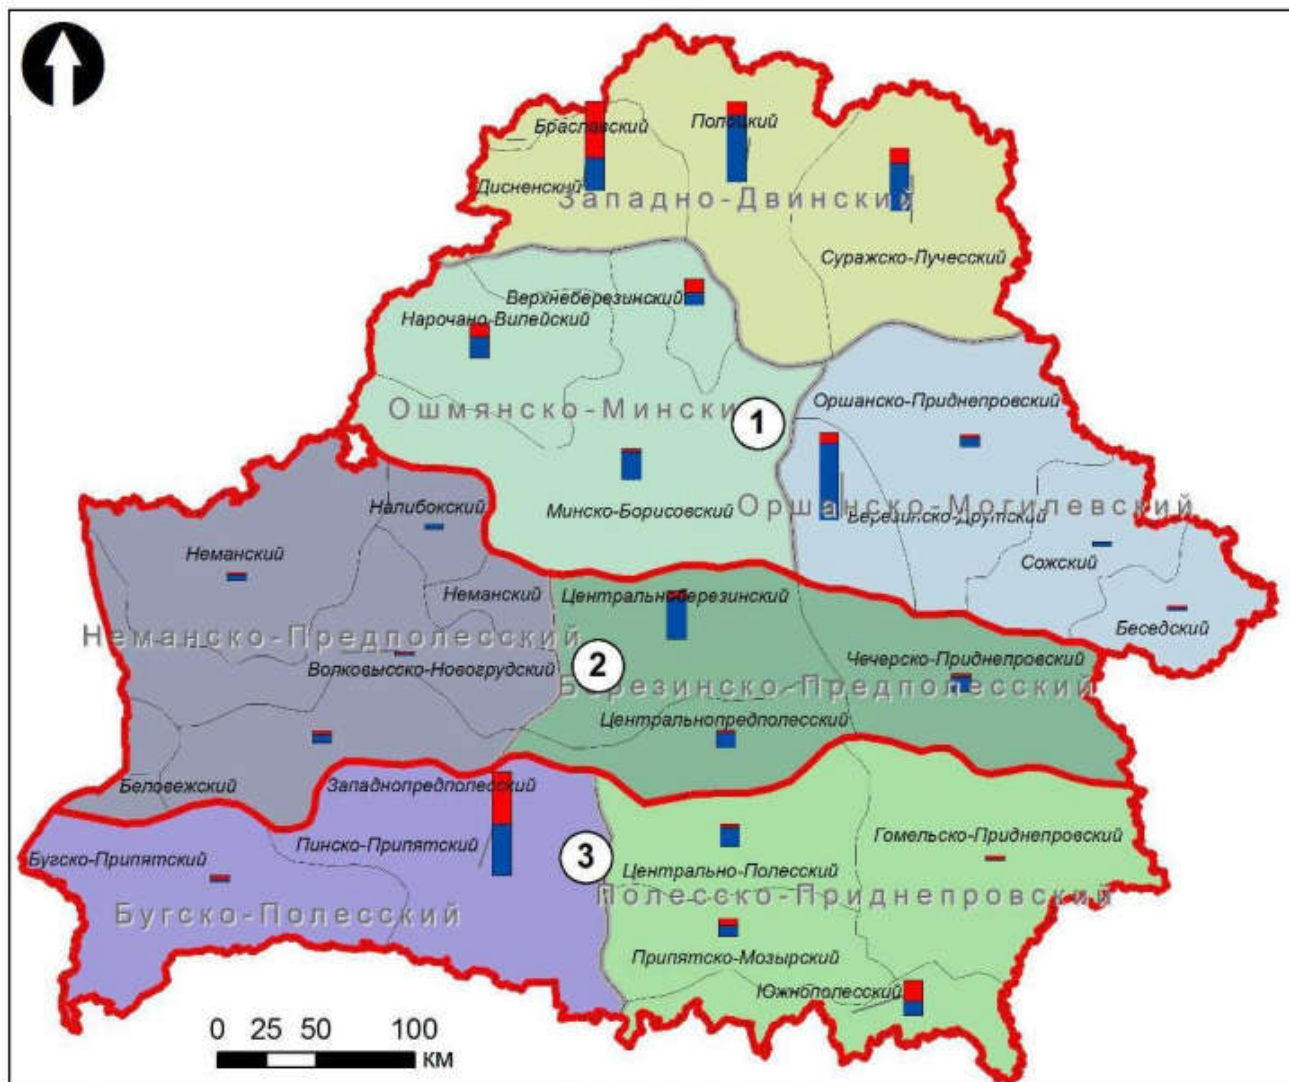 Браславский
Полоцкий
Дисненский
Западно-Двинский
Суражско-Лучесский
Верхнеберезинский
Нарочано-Вилейский
Ошмянско-Мински
1
Оршанско-Приднепровский
Минско-Борисовский
Оршанско-Могилевский
Березинско-Друтский
Налибокский
Неманский
Сожский
Неманский
Центральноберезинский
Беседский
Неманско-Предполесский
Волковысско-Новогрудский
2
Чечерско-Приднепровский
Березинско-Предполесский
Центральнопредполесский
Беловежский
Западнопредполесский
Бугско-Припятский
Пинско-Припятский
3
Гомельско-Приднепровский
Центрально-Полесский
Полесско-Приднепровский
Бугско-Полесский
Припятско-Мозырский
Южнополесский
0 25 50 100
км